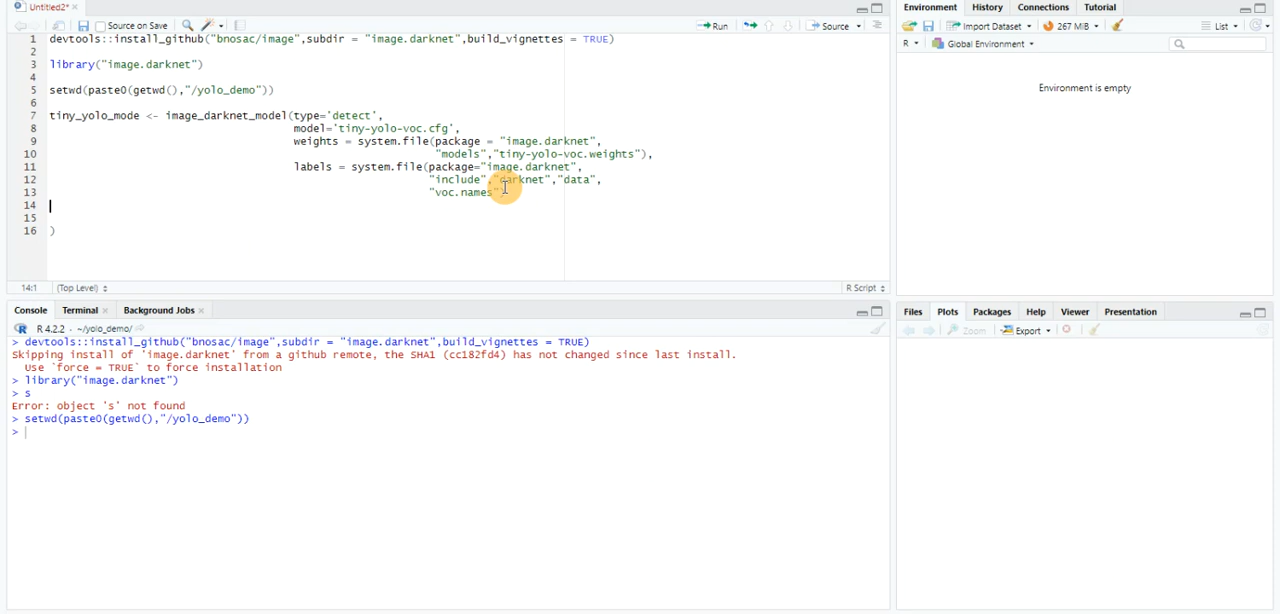 Untitled2*
Source on Save
Run
Source
1 devtools::install_github("bnosac/image",subdir = "image.darknet",build_vignettes = TRUE)
2
3 library("image.darknet")
4
5 setwd(paste0(getwd(),"/yolo_demo"))
6
7 tiny_yolo_mode <- image_darknet_model(type='detect',
8 model='tiny-yolo-voc.cfg',
9 weights = system.file(package = "image.darknet",
10 "models","tiny-yolo-voc.weights"),
11 labels = system.file(package="image.darknet",
12 "include","darknet","data",
13 "voc.names")
14
15
16 )
14:1 (Top Level) R Script
Console Terminal Background Jobs
R 4.2.2 · ~/yolo_demo/
> devtools::install_github("bnosac/image",subdir = "image.darknet",build_vignettes = TRUE)
Skipping install of 'image.darknet' from a github remote, the SHA1 (cc182fd4) has not changed since last install.
Use `force = TRUE` to force installation
> library("image.darknet")
> s
Error: object 's' not found
> setwd(paste0(getwd(),"/yolo_demo"))
>
Environment History Connections Tutorial
Import Dataset 267 MiB List
R Global Environment
Environment is empty
Files Plots Packages Help Viewer Presentation
Zoom Export